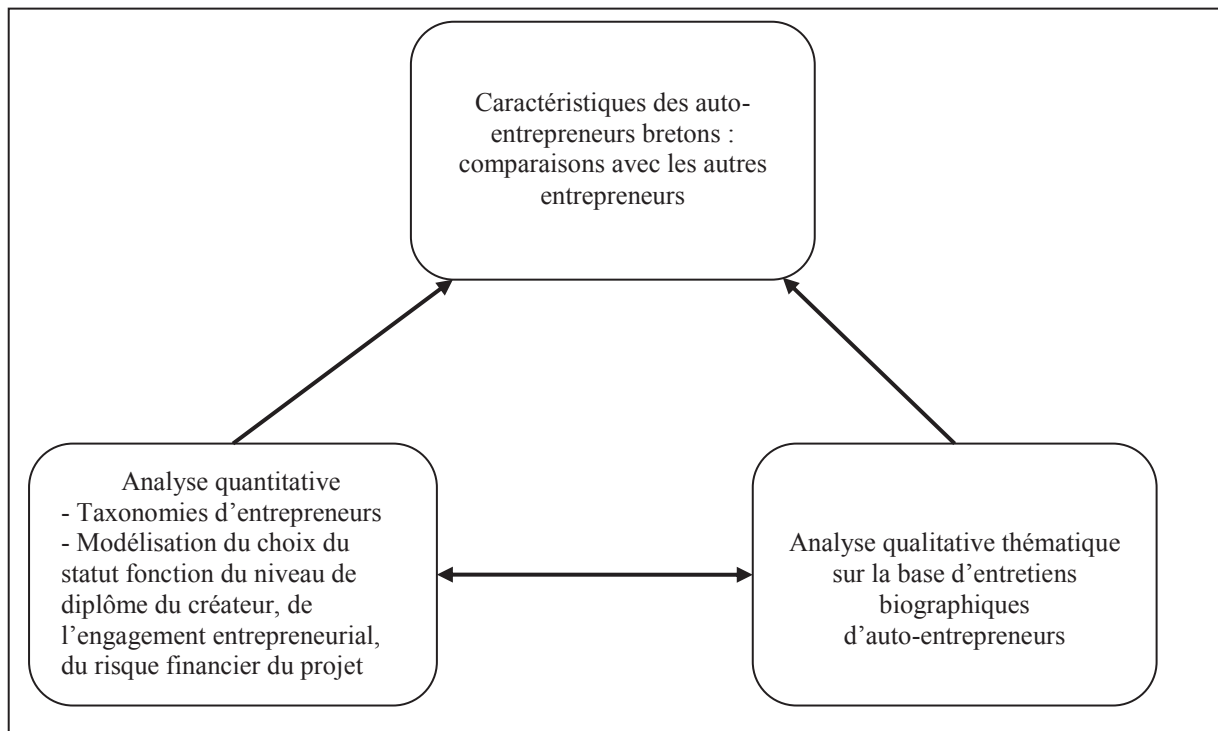 Caractéristiques des auto-
entrepreneurs bretons :
comparaisons avec les autres
entrepreneurs
Analyse quantitative
- Taxonomies d’entrepreneurs
- Modélisation du choix du
statut fonction du niveau de
diplôme du créateur, de
l’engagement entrepreneurial,
du risque financier du projet
Analyse qualitative thématique
sur la base d’entretiens
biographiques
d’auto-entrepreneurs